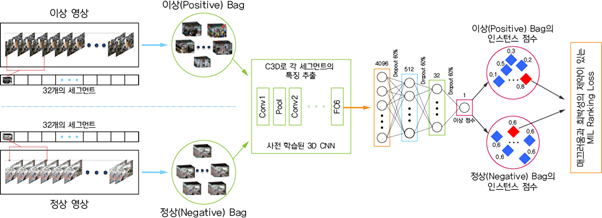 이상 영상
32개의 세그먼트
32개의 세그먼트
정상 영상
이상(Positive) Bag
정상(Negative) Bag
C3D로 각 세그먼트의
특징 추출
Conv1
Pool
Conv2
FC6
사전 학습된 3D CNN
4096
Dropout 60%
512
Dropout 60%
32
Dropout 60%
1
이상 점수
이상(Positive) Bag의
인스턴스 점수
0.3
0.5
0.2
0.1
0.8
0.6
0.6
0.6
0.6
0.6
정상(Negative) Bag의
인스턴스 점수
매끄러움과 희박성의 제약이 있는
MIL Ranking Loss